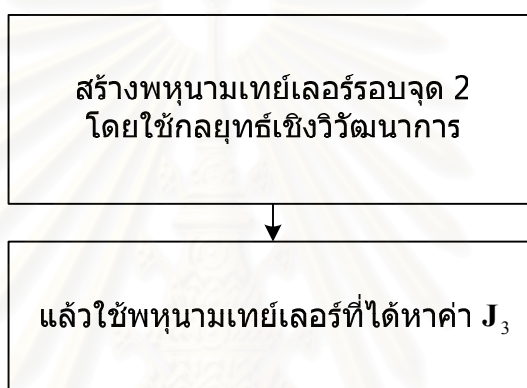 สร้างพหุนามเทย์เลอร์รอบจุด 2
โดยใช้กลยุทธ์เชิงวิวัฒนาการ
แล้วใช้พหุนามเทย์เลอร์ที่ได้หาค่า J₃